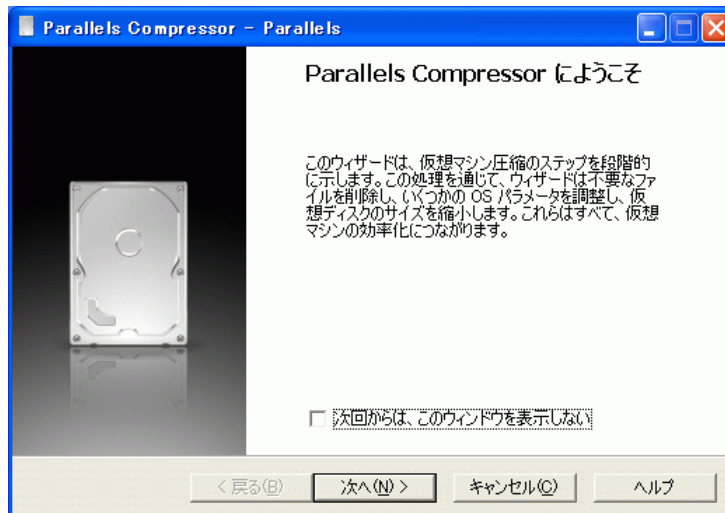 Parallels Compressor - Parallels
Parallels Compressor にようこそ
このウィザードは、仮想マシン圧縮のステップを段階的
に示します。この処理を通じて、ウィザードは不要なファ
イルを削除し、いくつかの OS パラメータを調整し、仮
想ディスクのサイズを縮小します。これらはすべて、仮想
マシンの効率化につながります。
次回からは、このウィンドウを表示しない
< 戻る(B)
次へ(N) >
キャンセル(C)
ヘルプ